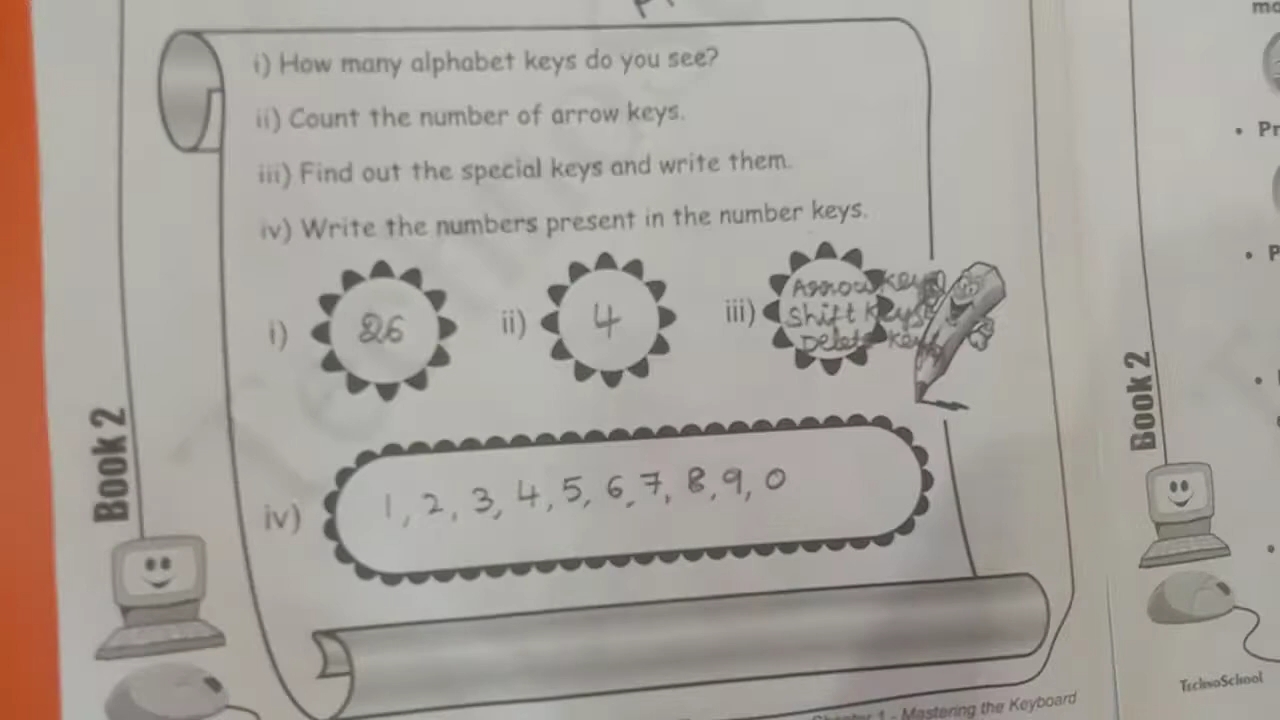 i) How many alphabet keys do you see?
ii) Count the number of arrow keys.
iii) Find out the special keys and write them.
iv) Write the numbers present in the number keys.
i) 26
ii) 4
iii) Arrow keys
Shift keys
Delete keys
iv) 1, 2, 3, 4, 5, 6, 7, 8, 9, 0
Book 2
Chapter 1 - Mastering the Keyboard
Book 2
TechnoSchool